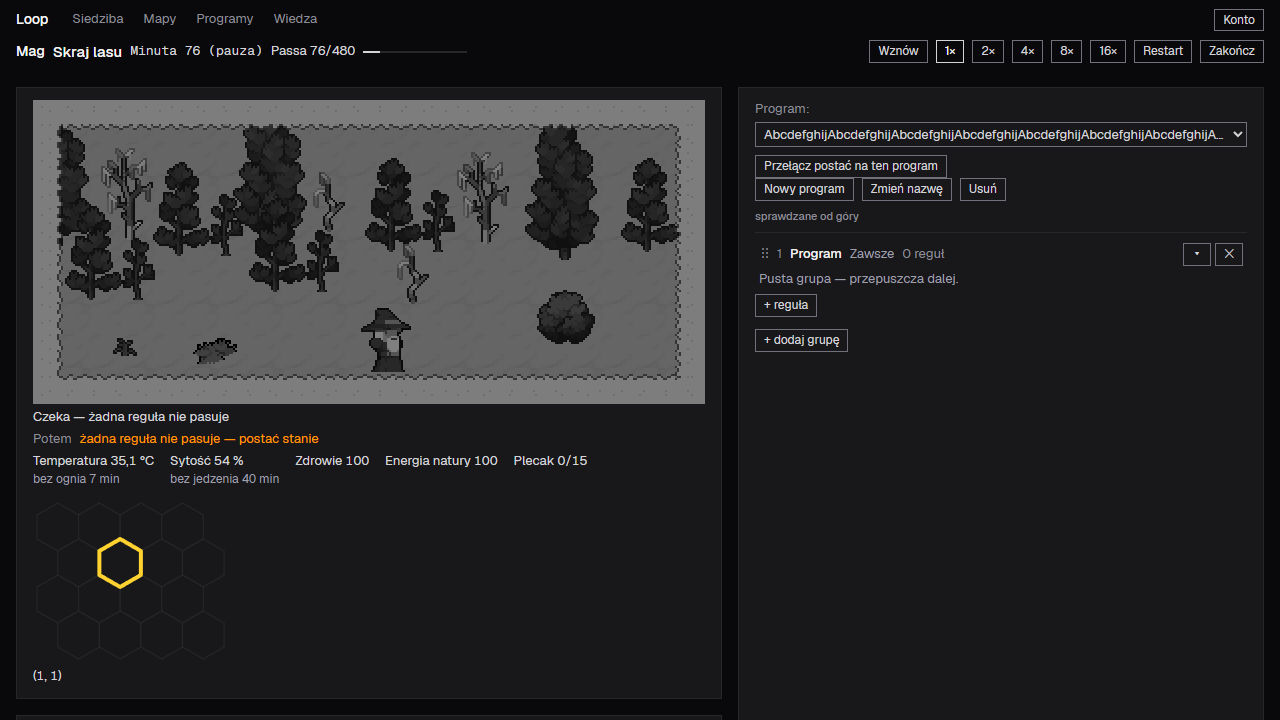 Loop Siedziba Mapy Programy Wiedza Konto
Mag Skraj lasu Minuta 76 (pauza) Passa 76/480 Wznów 1× 2× 4× 8× 16× Restart Zakończ
Program:
AbcdefghijAbcdefghijAbcdefghijAbcdefghijAbcdefghijAbcdefghijAbcdefghijA...
Przełącz postać na ten program
Nowy program Zmień nazwę Usuń
sprawdzane od góry
1 Program Zawsze 0 reguł
Pusta grupa — przepuszcza dalej.
+ reguła
+ dodaj grupę
Czeka — żadna reguła nie pasuje
Potem żadna reguła nie pasuje — postać stanie
Temperatura 35,1 °C Sytość 54 % Zdrowie 100 Energia natury 100 Plecak 0/15
bez ognia 7 min bez jedzenia 40 min
(1, 1)